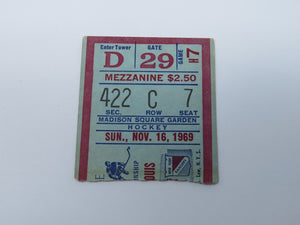 Enter Tower GATE GAME
D 29 H7
MEZZANINE $2.50
422 C 7
SEC. ROW SEAT
MADISON SQUARE GARDEN
HOCKEY
SUN., NOV. 16, 1969